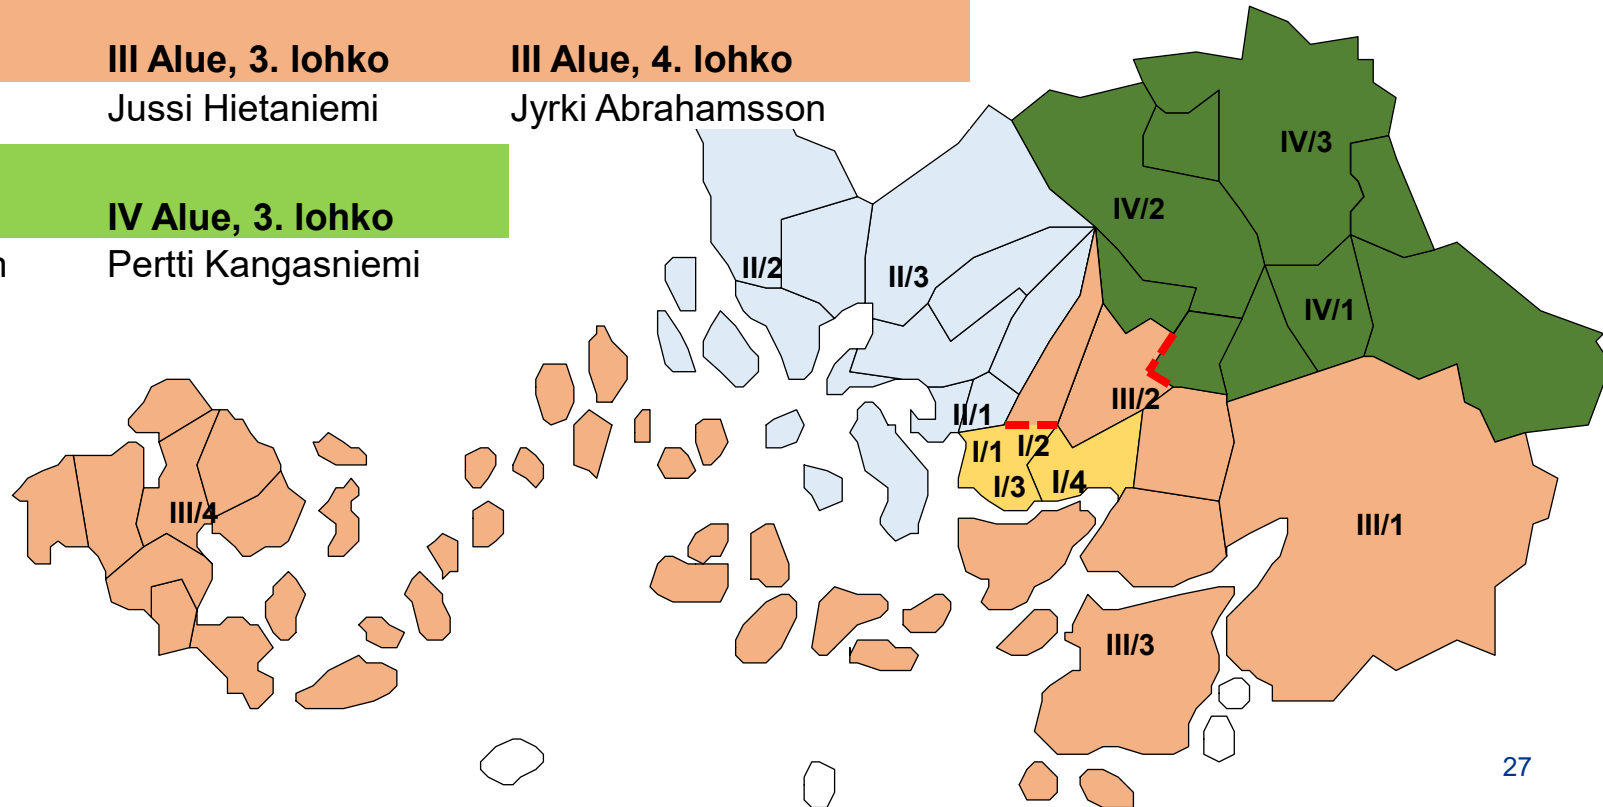 III Alue, 3. lohko
III Alue, 4. lohko
Jussi Hietaniemi
Jyrki Abrahamsson
IV Alue, 3. lohko
n
Pertti Kangasniemi
IV/3
IV/2
II/2
II/3
IV/1
III/2
II/1
I/1
I/2
I/3
I/4
III/4
III/1
III/3
27